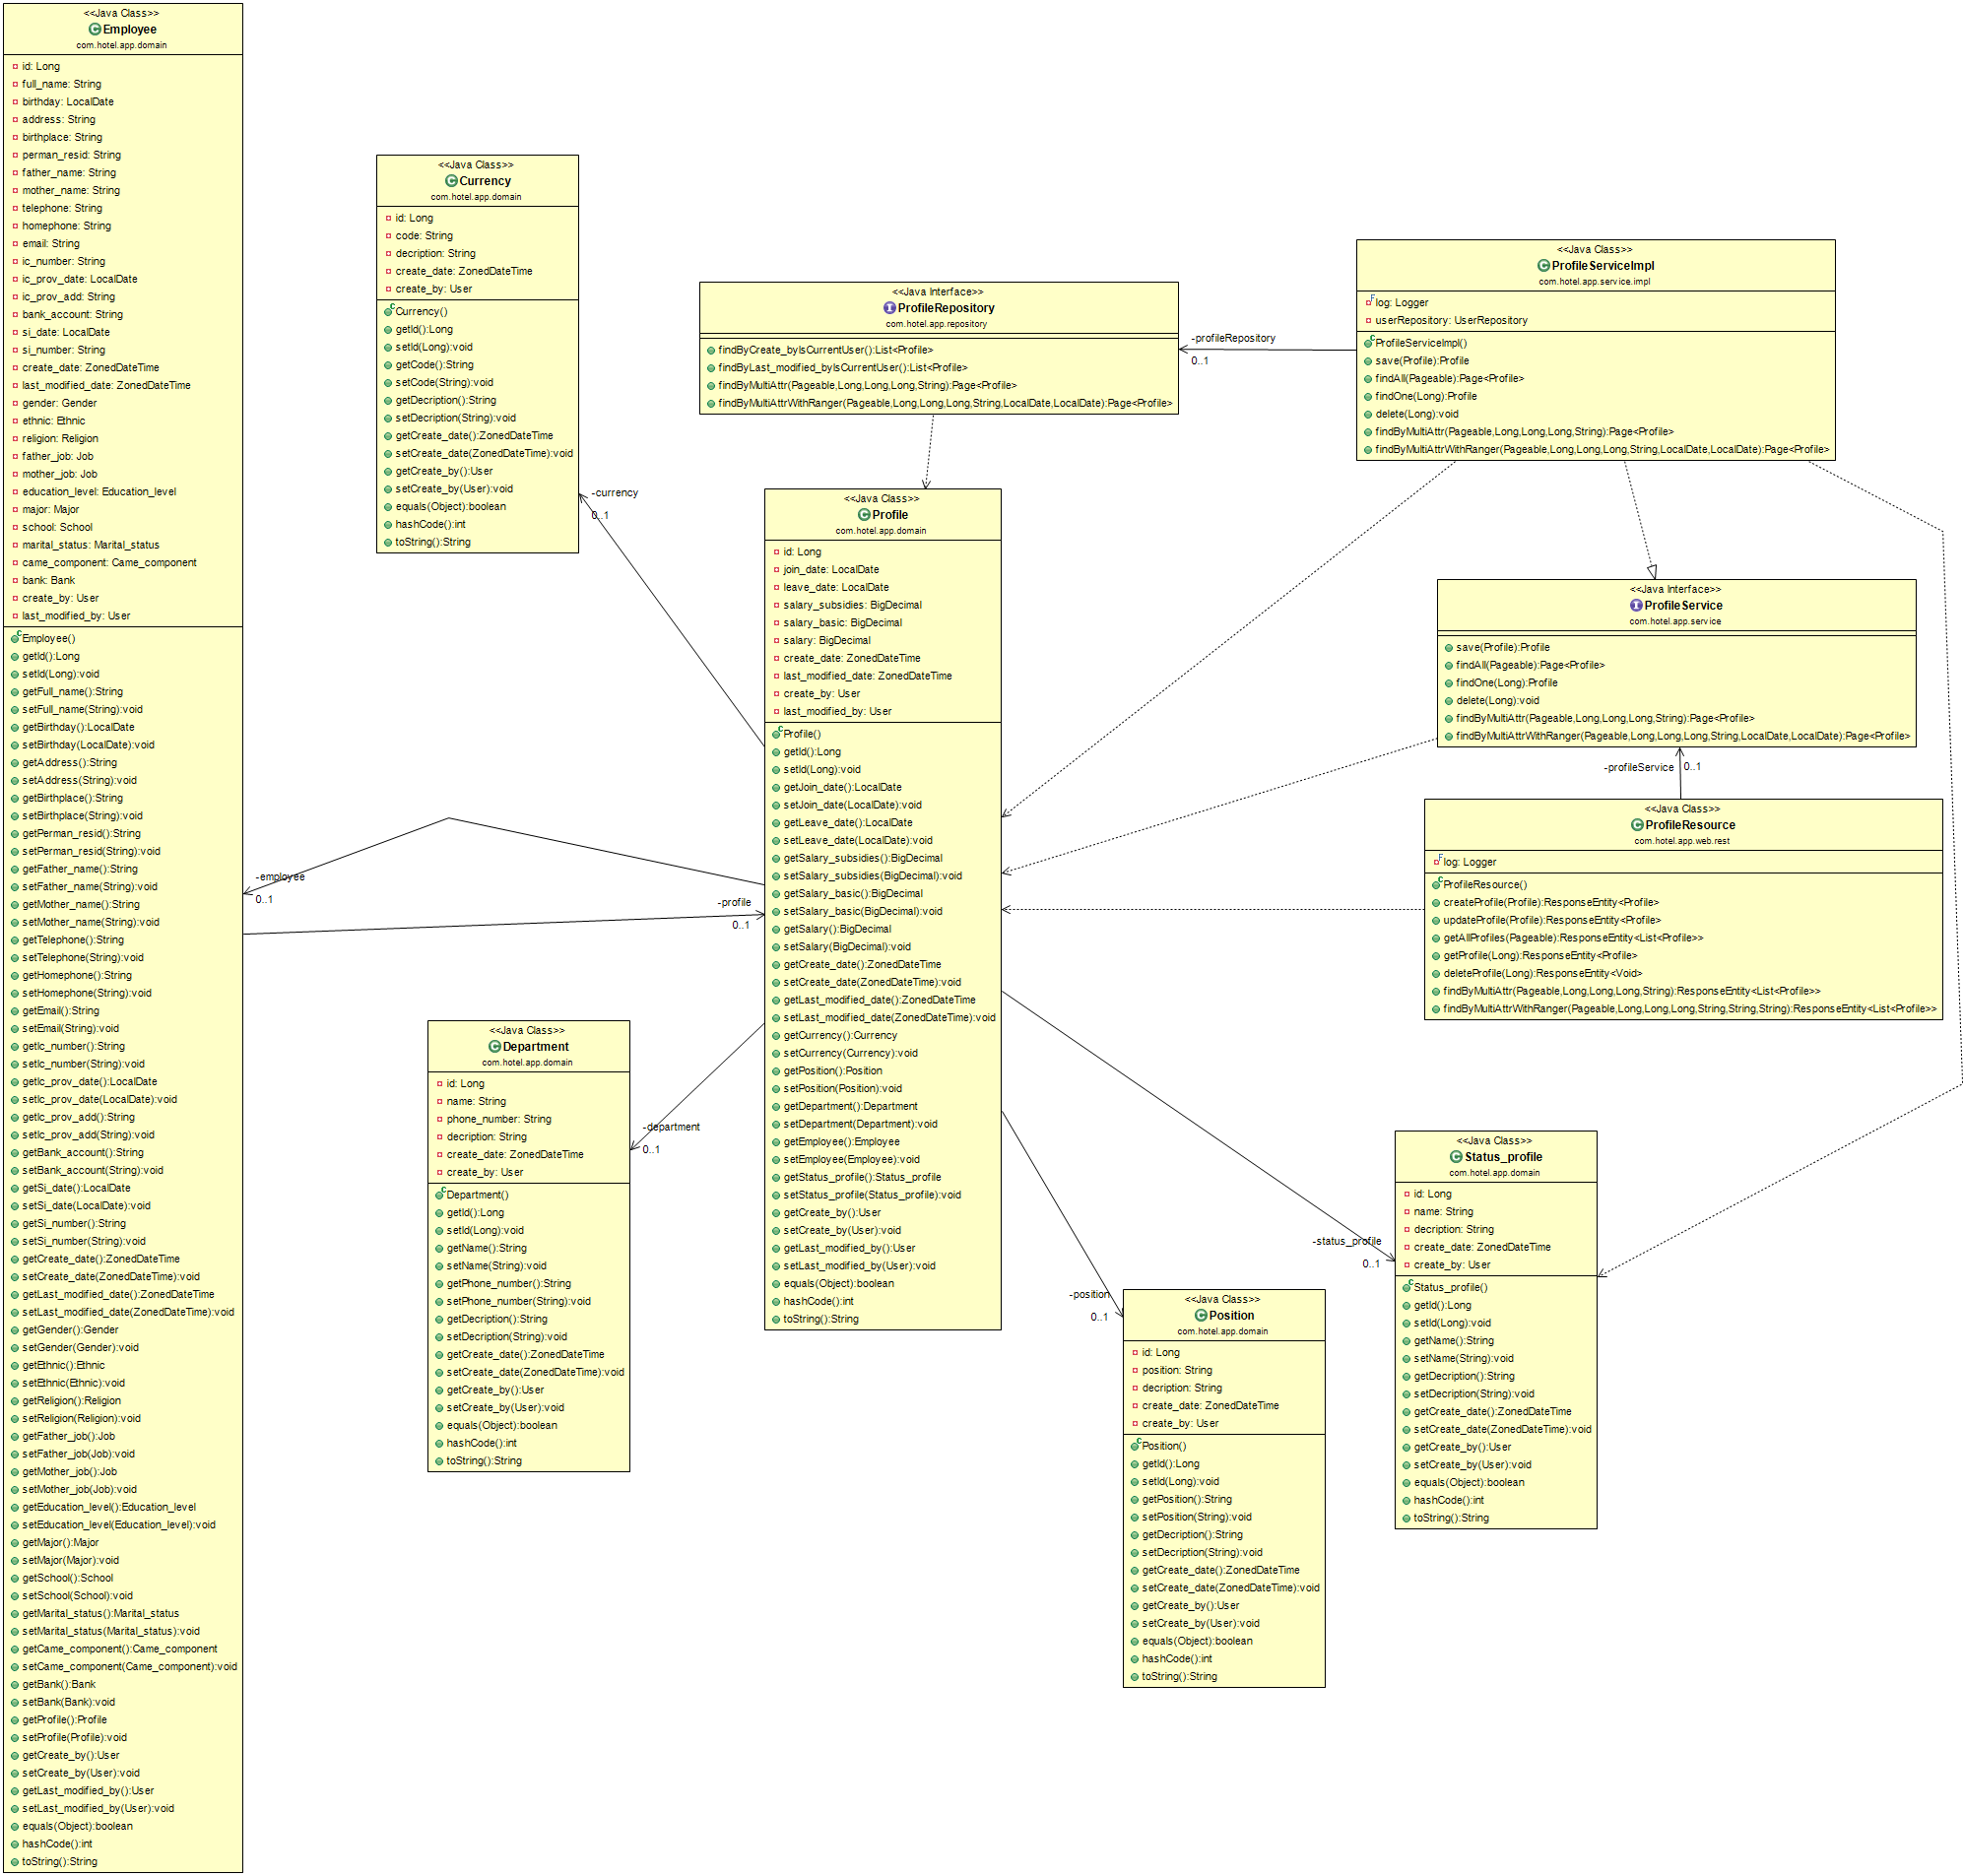 <<Java Class>>
Employee
com.hotel.app.domain
id: Long
full_name: String
birthday: LocalDate
address: String
birthplace: String
perman_resid: String
father_name: String
mother_name: String
telephone: String
homephone: String
email: String
ic_number: String
ic_prov_date: LocalDate
ic_prov_add: String
bank_account: String
si_date: LocalDate
si_number: String
create_date: ZonedDateTime
last_modified_date: ZonedDateTime
gender: Gender
ethnic: Ethnic
religion: Religion
father_job: Job
mother_job: Job
education_level: Education_level
major: Major
school: School
marital_status: Marital_status
came_component: Came_component
bank: Bank
create_by: User
last_modified_by: User
Employee()
getId():Long
setId(Long):void
getFull_name():String
setFull_name(String):void
getBirthday():LocalDate
setBirthday(LocalDate):void
getAddress():String
setAddress(String):void
getBirthplace():String
setBirthplace(String):void
getPerman_resid():String
setPerman_resid(String):void
getFather_name():String
setFather_name(String):void
getMother_name():String
setMother_name(String):void
getTelephone():String
setTelephone(String):void
getHomephone():String
setHomephone(String):void
getEmail():String
setEmail(String):void
getIc_number():String
setIc_number(String):void
getIc_prov_date():LocalDate
setIc_prov_date(LocalDate):void
getIc_prov_add():String
setIc_prov_add(String):void
getBank_account():String
setBank_account(String):void
getSi_date():LocalDate
setSi_date(LocalDate):void
getSi_number():String
setSi_number(String):void
getCreate_date():ZonedDateTime
setCreate_date(ZonedDateTime):void
getLast_modified_date():ZonedDateTime
setLast_modified_date(ZonedDateTime):void
getGender():Gender
setGender(Gender):void
getEthnic():Ethnic
setEthnic(Ethnic):void
getReligion():Religion
setReligion(Religion):void
getFather_job():Job
setFather_job(Job):void
getMother_job():Job
setMother_job(Job):void
getEducation_level():Education_level
setEducation_level(Education_level):void
getMajor():Major
setMajor(Major):void
getSchool():School
setSchool(School):void
getMarital_status():Marital_status
setMarital_status(Marital_status):void
getCame_component():Came_component
setCame_component(Came_component):void
getBank():Bank
setBank(Bank):void
getProfile():Profile
setProfile(Profile):void
getCreate_by():User
setCreate_by(User):void
getLast_modified_by():User
setLast_modified_by(User):void
equals(Object):boolean
hashCode():int
toString():String
<<Java Class>>
Currency
com.hotel.app.domain
id: Long
code: String
decription: String
create_date: ZonedDateTime
create_by: User
Currency()
getId():Long
setId(Long):void
getCode():String
setCode(String):void
getDecription():String
setDecription(String):void
getCreate_date():ZonedDateTime
setCreate_date(ZonedDateTime):void
getCreate_by():User
setCreate_by(User):void
equals(Object):boolean
hashCode():int
toString():String
-currency
0..1
-employee
0..1
-profile
0..1
<<Java Class>>
Department
com.hotel.app.domain
id: Long
name: String
phone_number: String
decription: String
create_date: ZonedDateTime
create_by: User
Department()
getId():Long
setId(Long):void
getName():String
setName(String):void
getPhone_number():String
setPhone_number(String):void
getDecription():String
setDecription(String):void
getCreate_date():ZonedDateTime
setCreate_date(ZonedDateTime):void
getCreate_by():User
setCreate_by(User):void
equals(Object):boolean
hashCode():int
toString():String
-department
0..1
<<Java Interface>>
ProfileRepository
com.hotel.app.repository
findByCreate_byIsCurrentUser():List<Profile>
findByLast_modified_byIsCurrentUser():List<Profile>
findByMultiAttr(Pageable,Long,Long,Long,String):Page<Profile>
findByMultiAttrWithRanger(Pageable,Long,Long,Long,String,LocalDate,LocalDate):Page<Profile>
-profileRepository
0..1
<<Java Class>>
Profile
com.hotel.app.domain
id: Long
join_date: LocalDate
leave_date: LocalDate
salary_subsidies: BigDecimal
salary_basic: BigDecimal
salary: BigDecimal
create_date: ZonedDateTime
last_modified_date: ZonedDateTime
create_by: User
last_modified_by: User
Profile()
getId():Long
setId(Long):void
getJoin_date():LocalDate
setJoin_date(LocalDate):void
getLeave_date():LocalDate
setLeave_date(LocalDate):void
getSalary_subsidies():BigDecimal
setSalary_subsidies(BigDecimal):void
getSalary_basic():BigDecimal
setSalary_basic(BigDecimal):void
getSalary():BigDecimal
setSalary(BigDecimal):void
getCreate_date():ZonedDateTime
setCreate_date(ZonedDateTime):void
getLast_modified_date():ZonedDateTime
setLast_modified_date(ZonedDateTime):void
getCurrency():Currency
setCurrency(Currency):void
getPosition():Position
setPosition(Position):void
getDepartment():Department
setDepartment(Department):void
getEmployee():Employee
setEmployee(Employee):void
getStatus_profile():Status_profile
setStatus_profile(Status_profile):void
getCreate_by():User
setCreate_by(User):void
getLast_modified_by():User
setLast_modified_by(User):void
equals(Object):boolean
hashCode():int
toString():String
<<Java Class>>
ProfileServiceImpl
com.hotel.app.service.impl
log: Logger
userRepository: UserRepository
ProfileServiceImpl()
save(Profile):Profile
findAll(Pageable):Page<Profile>
findOne(Long):Profile
delete(Long):void
findByMultiAttr(Pageable,Long,Long,Long,String):Page<Profile>
findByMultiAttrWithRanger(Pageable,Long,Long,Long,String,LocalDate,LocalDate):Page<Profile>
<<Java Interface>>
ProfileService
com.hotel.app.service
save(Profile):Profile
findAll(Pageable):Page<Profile>
findOne(Long):Profile
delete(Long):void
findByMultiAttr(Pageable,Long,Long,Long,String):Page<Profile>
findByMultiAttrWithRanger(Pageable,Long,Long,Long,String,LocalDate,LocalDate):Page<Profile>
-profileService
0..1
<<Java Class>>
ProfileResource
com.hotel.app.web.rest
log: Logger
ProfileResource()
createProfile(Profile):ResponseEntity<Profile>
updateProfile(Profile):ResponseEntity<Profile>
getAllProfiles(Pageable):ResponseEntity<List<Profile>>
getProfile(Long):ResponseEntity<Profile>
deleteProfile(Long):ResponseEntity<Void>
findByMultiAttr(Pageable,Long,Long,Long,String):ResponseEntity<List<Profile>>
findByMultiAttrWithRanger(Pageable,Long,Long,Long,String,String,String):ResponseEntity<List<Profile>>
-status_profile
0..1
<<Java Class>>
Status_profile
com.hotel.app.domain
id: Long
name: String
decription: String
create_date: ZonedDateTime
create_by: User
Status_profile()
getId():Long
setId(Long):void
getName():String
setName(String):void
getDecription():String
setDecription(String):void
getCreate_date():ZonedDateTime
setCreate_date(ZonedDateTime):void
getCreate_by():User
setCreate_by(User):void
equals(Object):boolean
hashCode():int
toString():String
-position
0..1
<<Java Class>>
Position
com.hotel.app.domain
id: Long
position: String
decription: String
create_date: ZonedDateTime
create_by: User
Position()
getId():Long
setId(Long):void
getPosition():String
setPosition(String):void
getDecription():String
setDecription(String):void
getCreate_date():ZonedDateTime
setCreate_date(ZonedDateTime):void
getCreate_by():User
setCreate_by(User):void
equals(Object):boolean
hashCode():int
toString():String